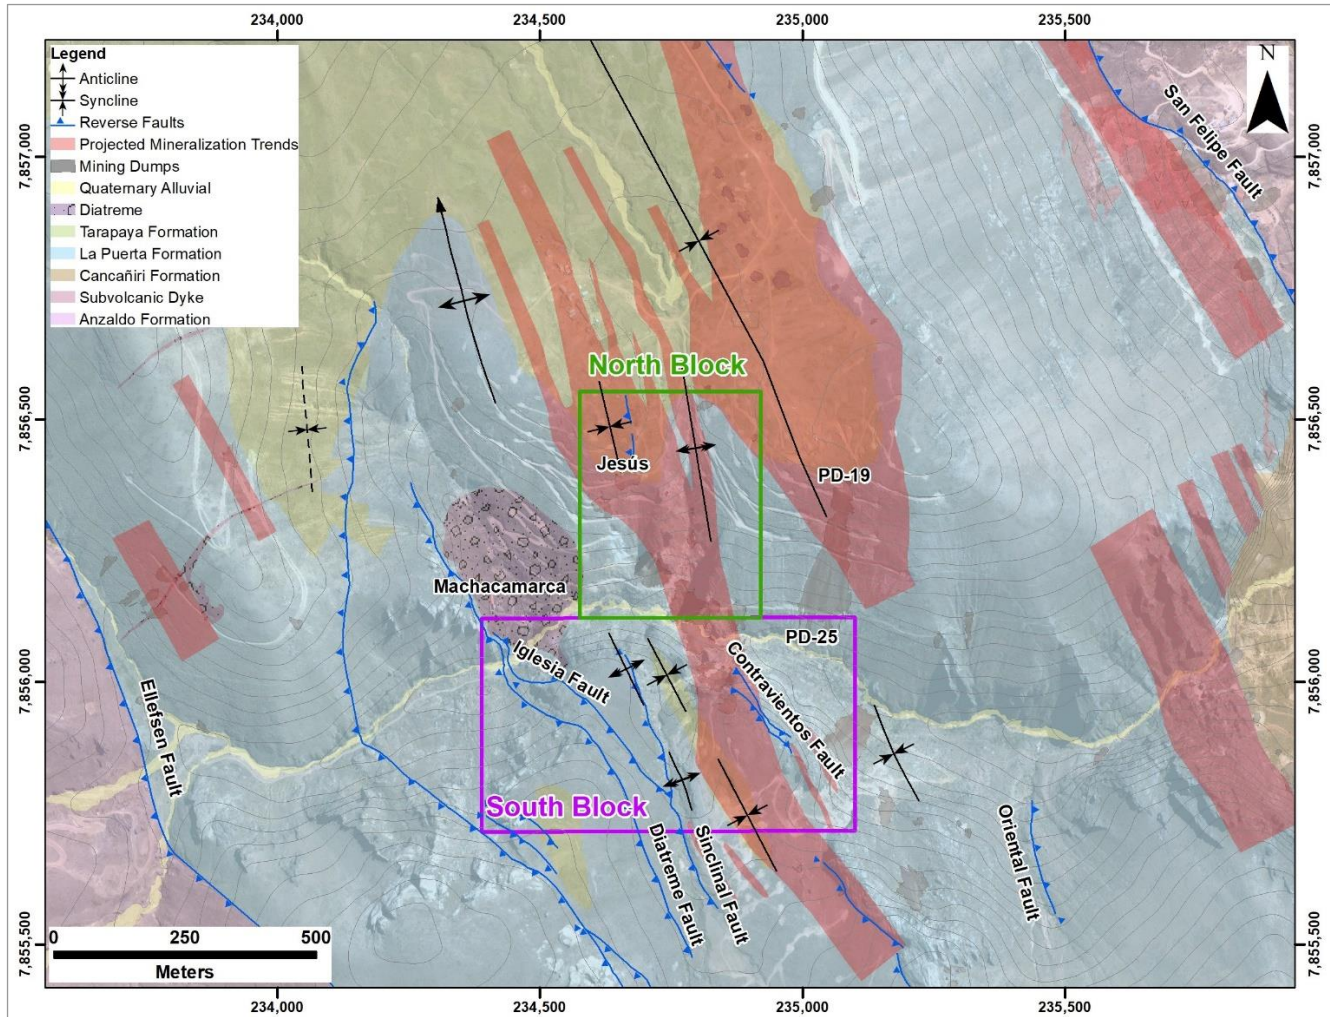 234,000
234,500
235,000
235,500
Legend
Anticline
Syncline
Reverse Faults
Projected Mineralization Trends
Mining Dumps
Quaternary Alluvial
Diatreme
Tarapaya Formation
La Puerta Formation
Cancañiri Formation
Subvolcanic Dyke
Anzaldo Formation
N
San Felipe Fault
7,857,000
7,857,000
North Block
7,856,500
7,856,500
Jesús
PD-19
Machacamarca
PD-25
Iglesia Fault
Contravientos Fault
7,856,000
7,856,000
Ellefsen Fault
South Block
Diatreme Fault
Sinclinal Fault
Oriental Fault
7,855,500
7,855,500
0 250 500
Meters
234,000
234,500
235,000
235,500